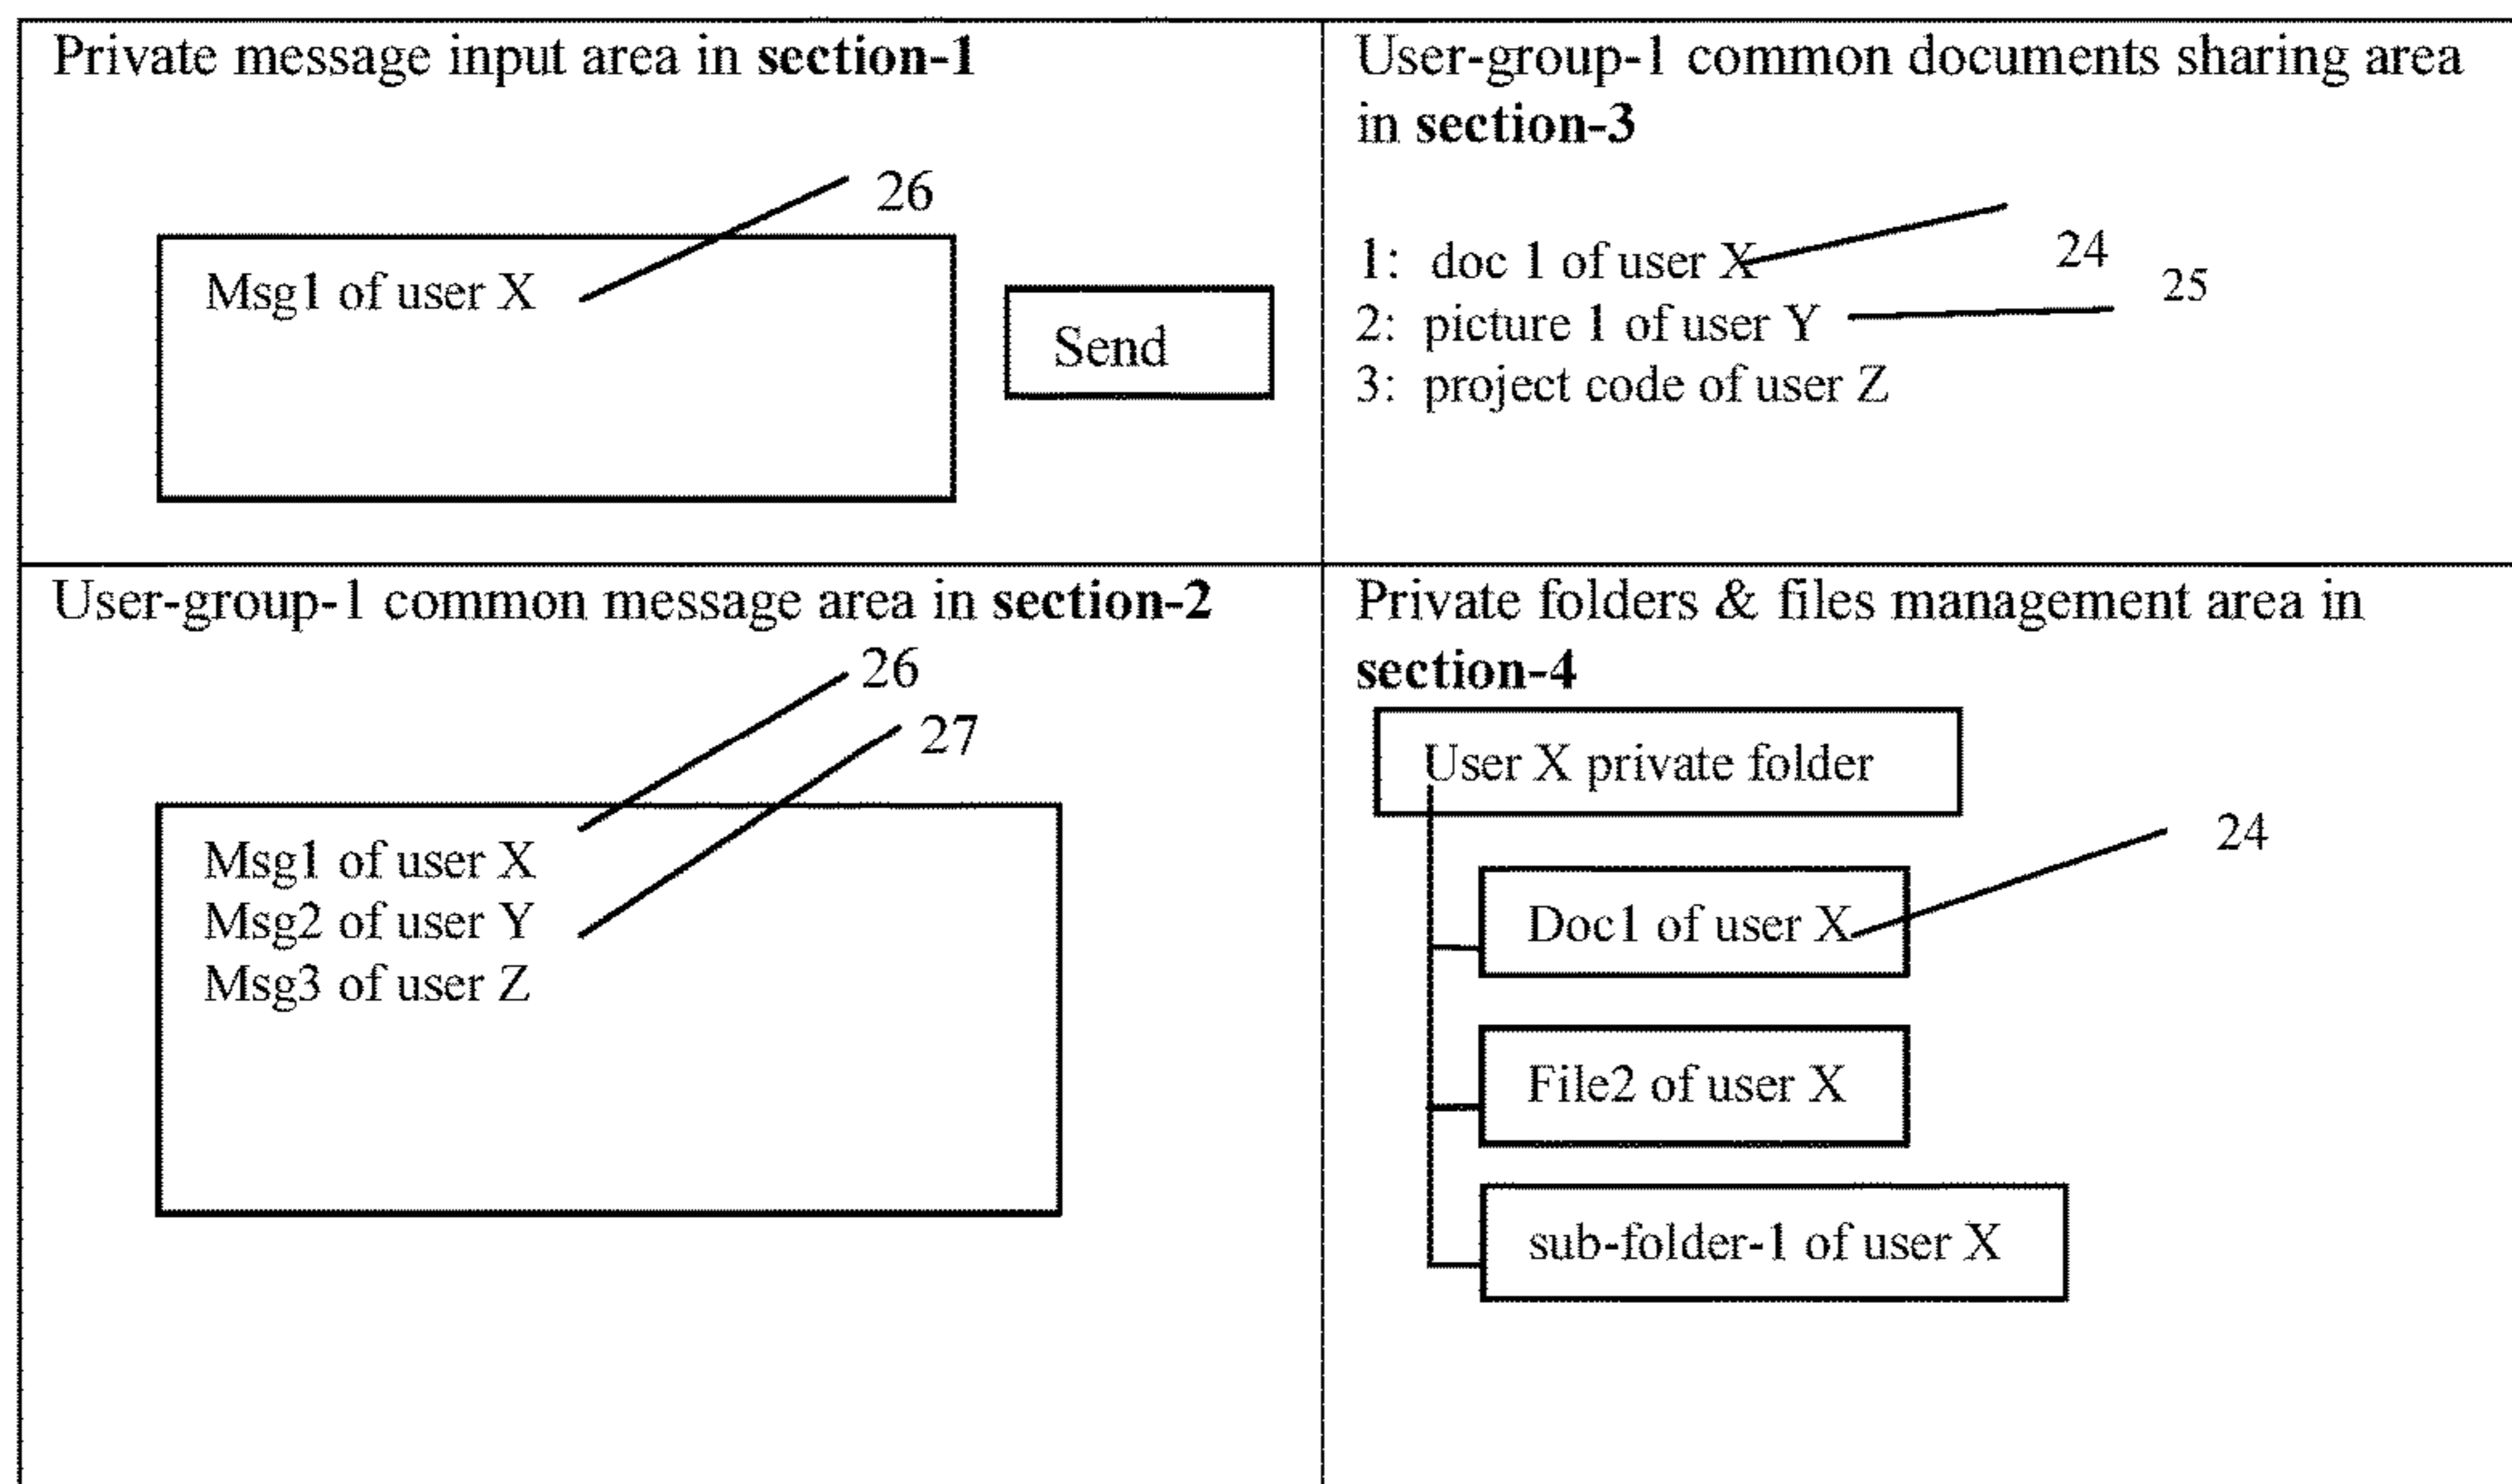 Private message input area in section-1
26
Msg1 of user X
Send
User-group-1 common documents sharing area
in section-3
1: doc 1 of user X
24
25
2: picture 1 of user Y
3: project code of user Z
User-group-1 common message area in section-2
26
27
Msg1 of user X
Msg2 of user Y
Msg3 of user Z
Private folders & files management area in
section-4
User X private folder
24
Doc1 of user X
File2 of user X
sub-folder-1 of user X